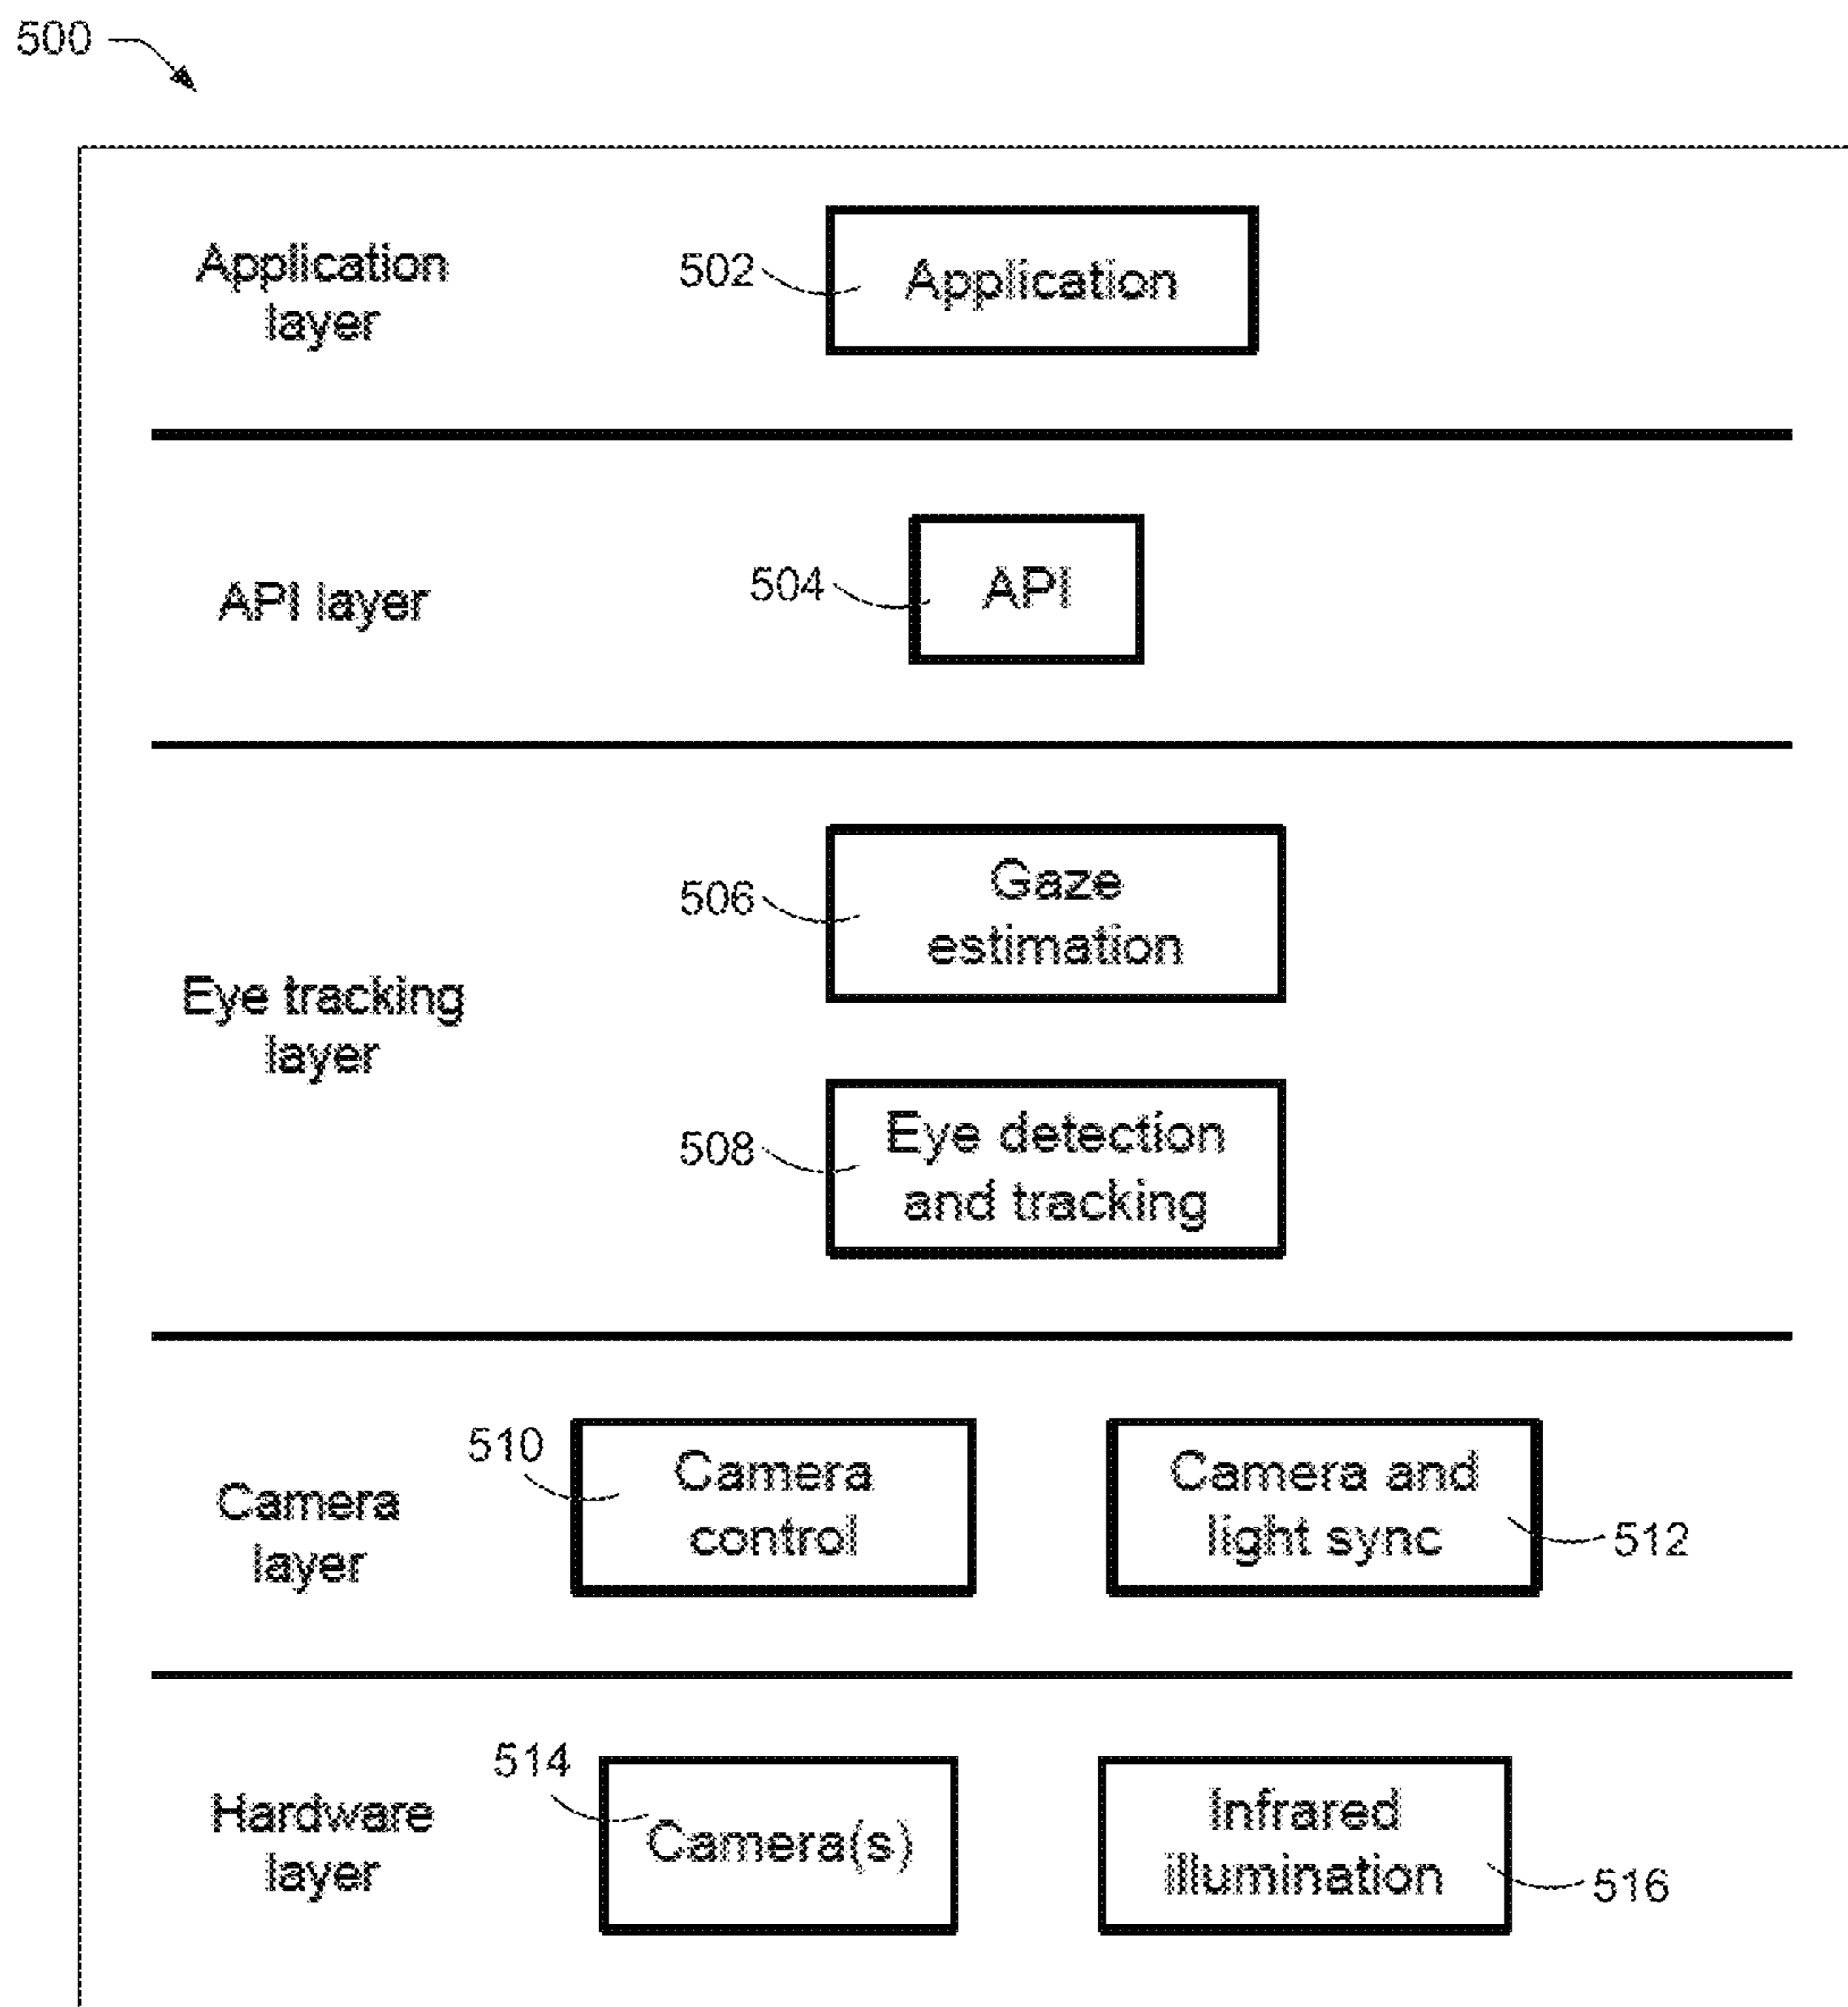 500
Application
layer
502
Application
API layer
504
API
Eye tracking
layer
506
Gaze
estimation
508
Eye detection
and tracking
Camera
layer
510
Camera
control
Camera and
light sync
512
Hardware
layer
514
Camera(s)
Infrared
illumination
516